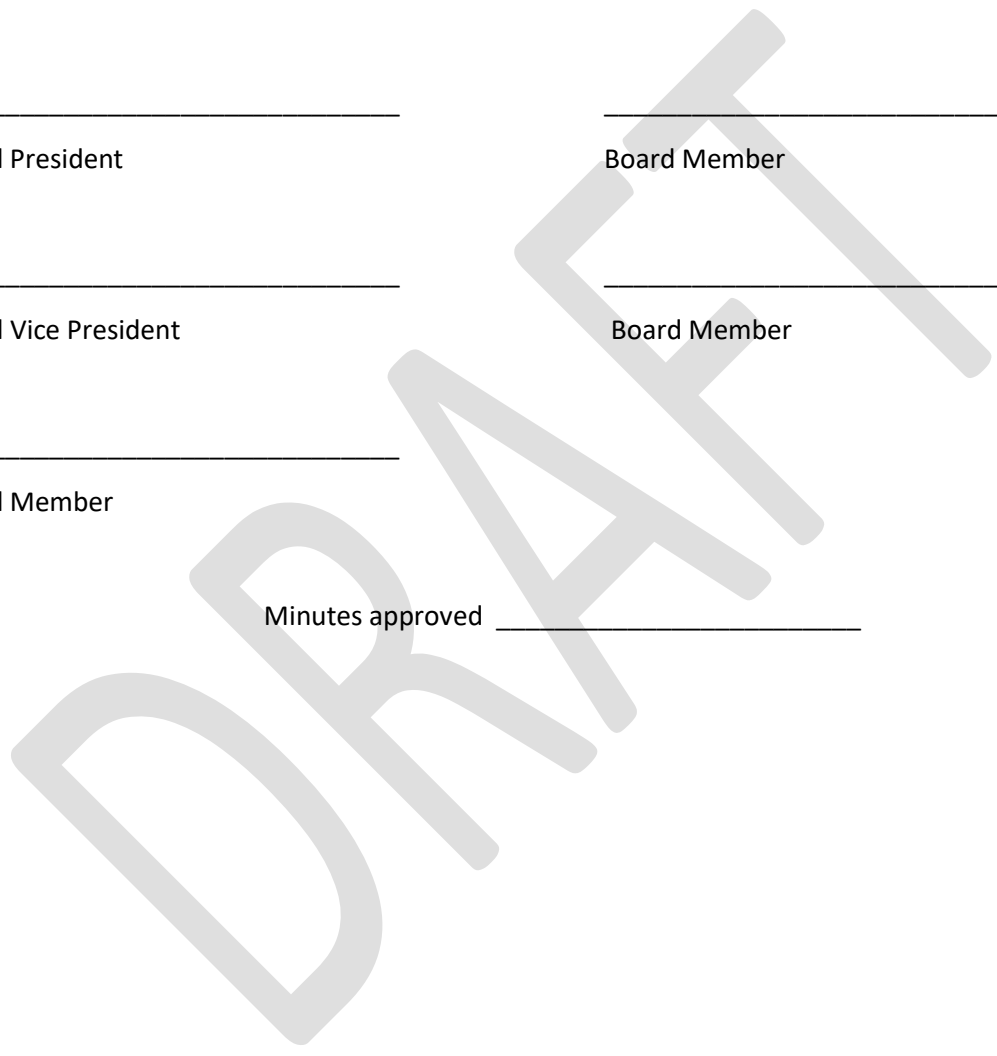 President Board Member
Vice President Board Member
Member
Minutes approved
DRAFT